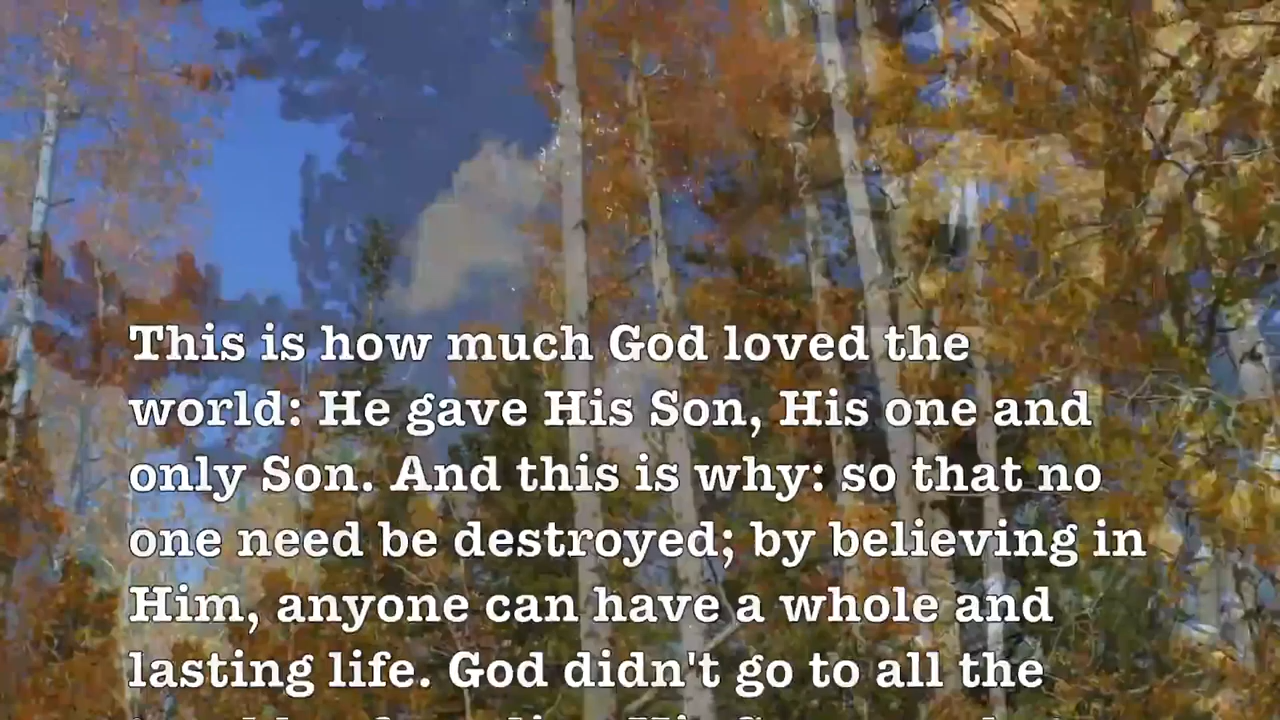 This is how much God loved the
world: He gave His Son, His one and
only Son. And this is why: so that no
one need be destroyed; by believing in
Him, anyone can have a whole and
lasting life. God didn't go to all the